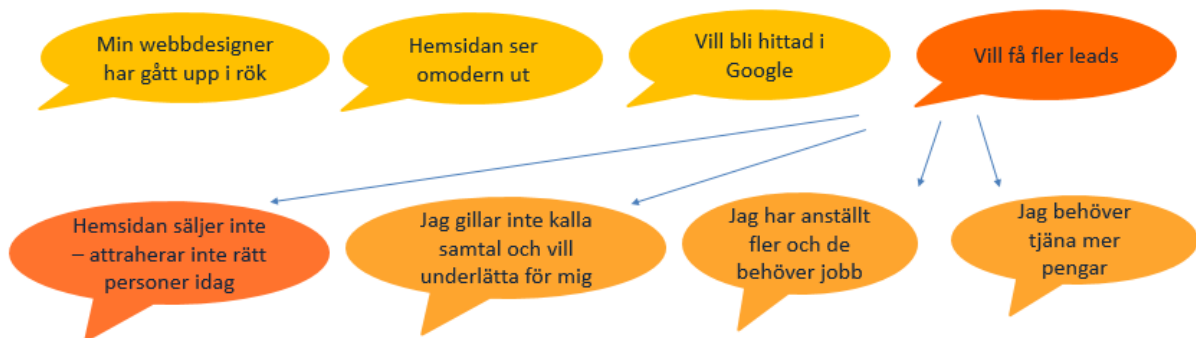 Min webbdesigner
har gått upp i rök
Hemsidan ser
omodern ut
Vill bli hittad i
Google
Vill få fler leads
Hemsidan säljer inte
– attraherar inte rätt
personer idag
Jag gillar inte kalla
samtal och vill
underlätta för mig
Jag har anställt
fler och de
behöver jobb
Jag behöver
tjäna mer
pengar